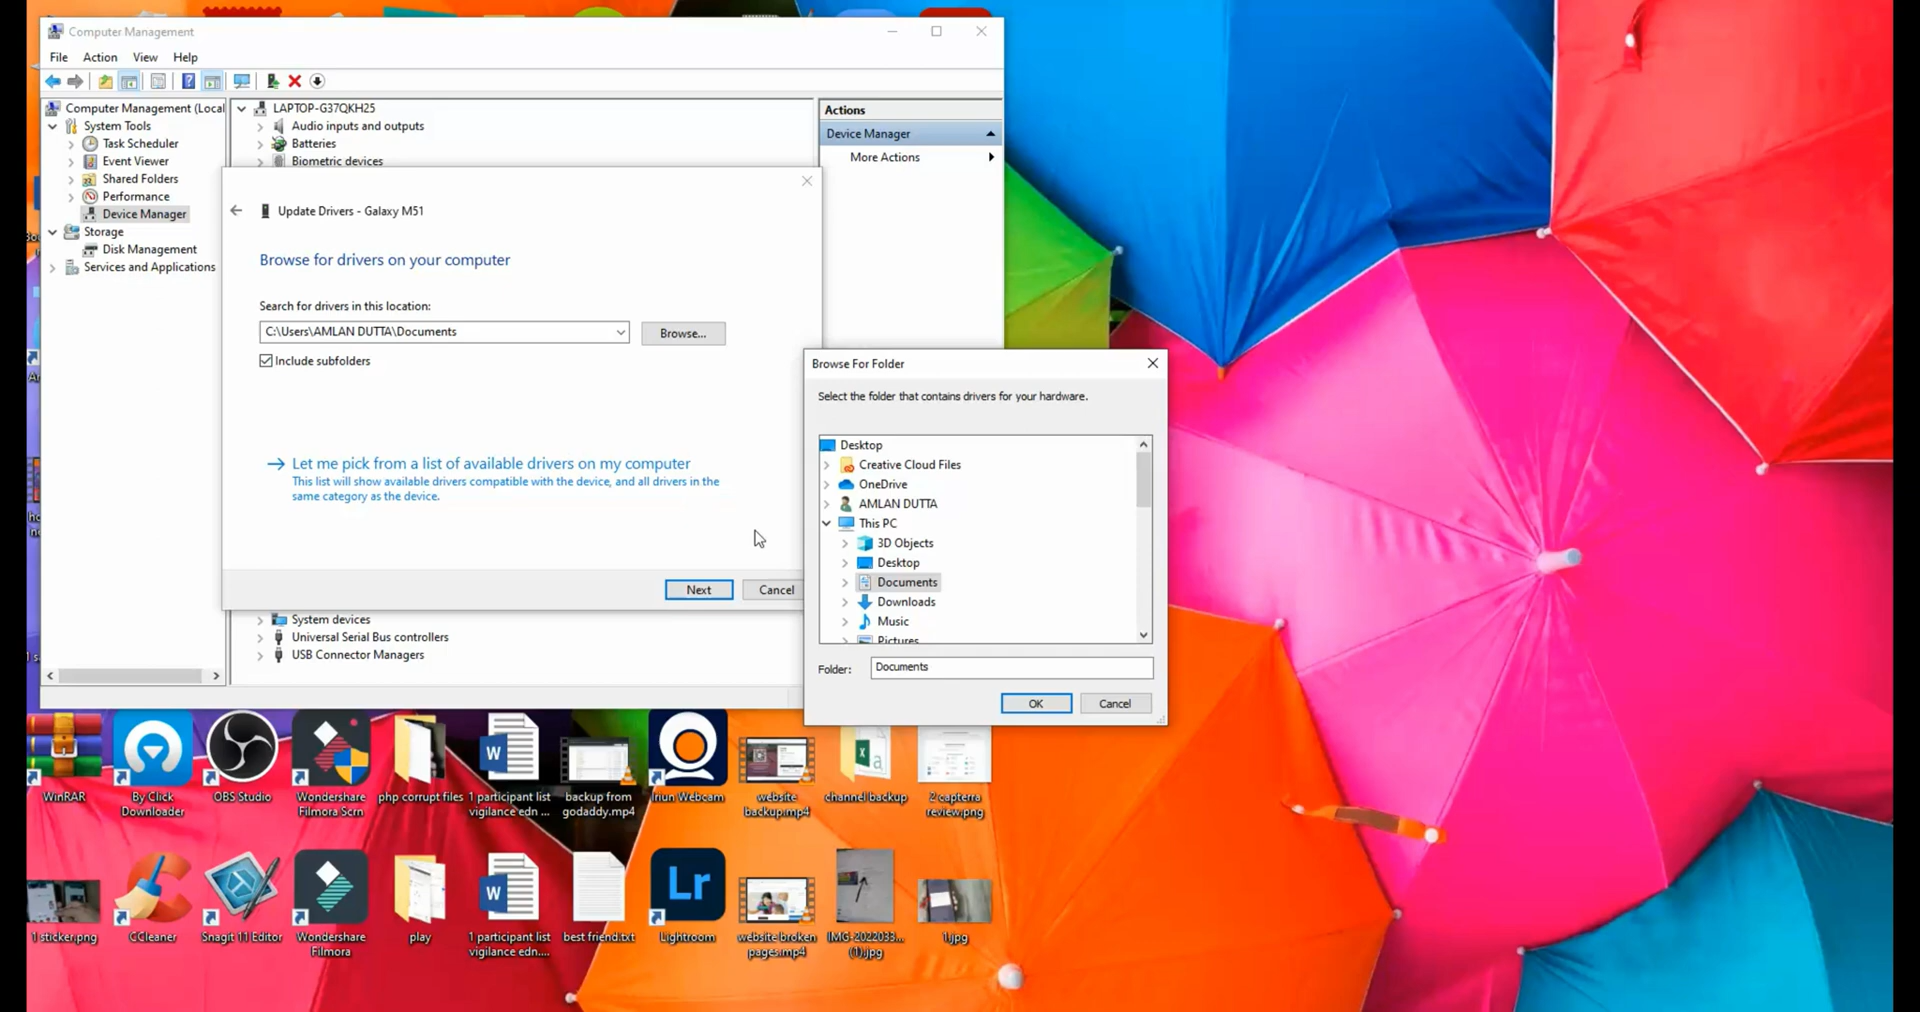 Computer Management
File Action View Help
Computer Management (Local
System Tools
Task Scheduler
Event Viewer
Shared Folders
Performance
Device Manager
Storage
Disk Management
Services and Applications
LAPTOP-G37QKH25
Audio inputs and outputs
Batteries
Biometric devices
Actions
Device Manager
More Actions
Update Drivers - Galaxy M51
Browse for drivers on your computer
Search for drivers in this location:
C:\Users\AMLAN DUTTA\Documents
Browse...
Include subfolders
Let me pick from a list of available drivers on my computer
This list will show available drivers compatible with the device, and all drivers in the
same category as the device.
Next
Cancel
System devices
Universal Serial Bus controllers
USB Connector Managers
Browse For Folder
Select the folder that contains drivers for your hardware.
Desktop
Creative Cloud Files
OneDrive
AMLAN DUTTA
This PC
3D Objects
Desktop
Documents
Downloads
Music
Pictures
Folder:
Documents
OK
Cancel
WinRAR
By Click
Downloader
OBS Studio
Wondershare
Filmora Scrn
php corrupt files
1 participant list
vigilance edn ...
backup from
godaddy.mp4
Iriun Webcam
website
backup.mp4
channel backup
2 capterra
review.png
1 sticker.png
CCleaner
Snagit 11 Editor
Wondershare
Filmora
play
1 participant list
vigilance edn....
best friend.txt
Lr
Lightroom
website broken
pages.mp4
IMG-2022033...
(1).jpg
1.jpg